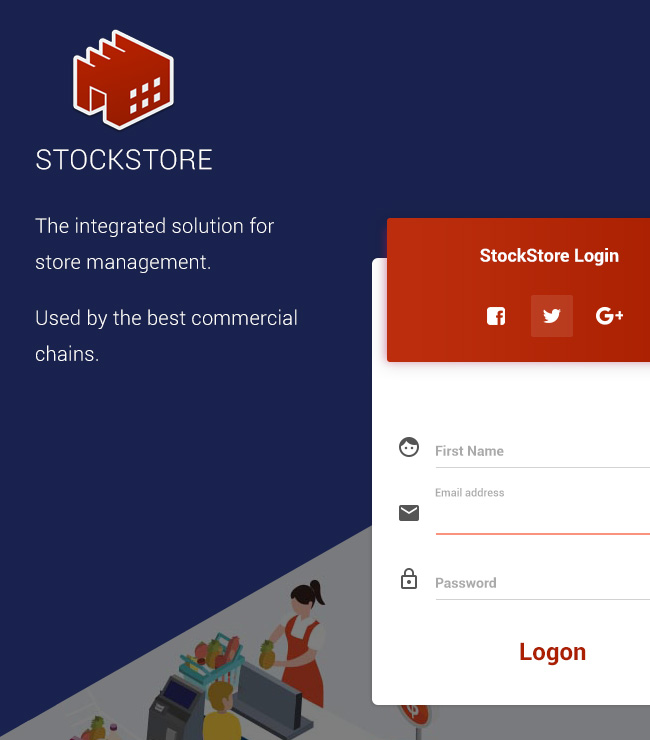 STOCKSTORE
The integrated solution for
store management.
Used by the best commercial
chains.
StockStore Login
First Name
Email address
Password
Logon